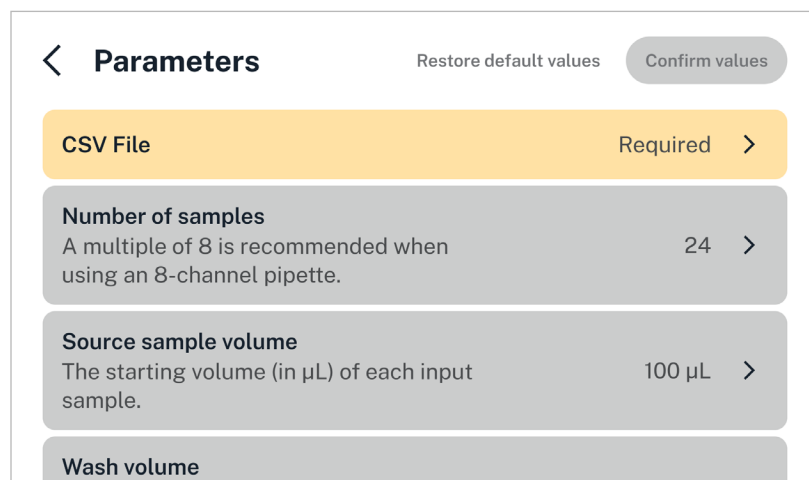 Parameters
Restore default values
Confirm values
CSV File
Required
Number of samples
A multiple of 8 is recommended when
using an 8-channel pipette.
24
Source sample volume
The starting volume (in µL) of each input
sample.
100 µL
Wash volume